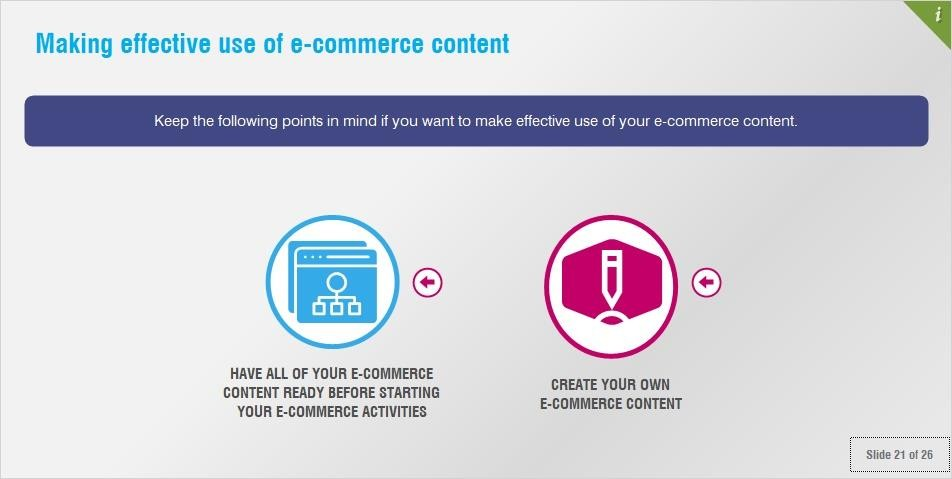 i
Making effective use of e-commerce content
Keep the following points in mind if you want to make effective use of your e-commerce content.
HAVE ALL OF YOUR E-COMMERCE
CONTENT READY BEFORE STARTING
YOUR E-COMMERCE ACTIVITIES
CREATE YOUR OWN
E-COMMERCE CONTENT
Slide 21 of 26